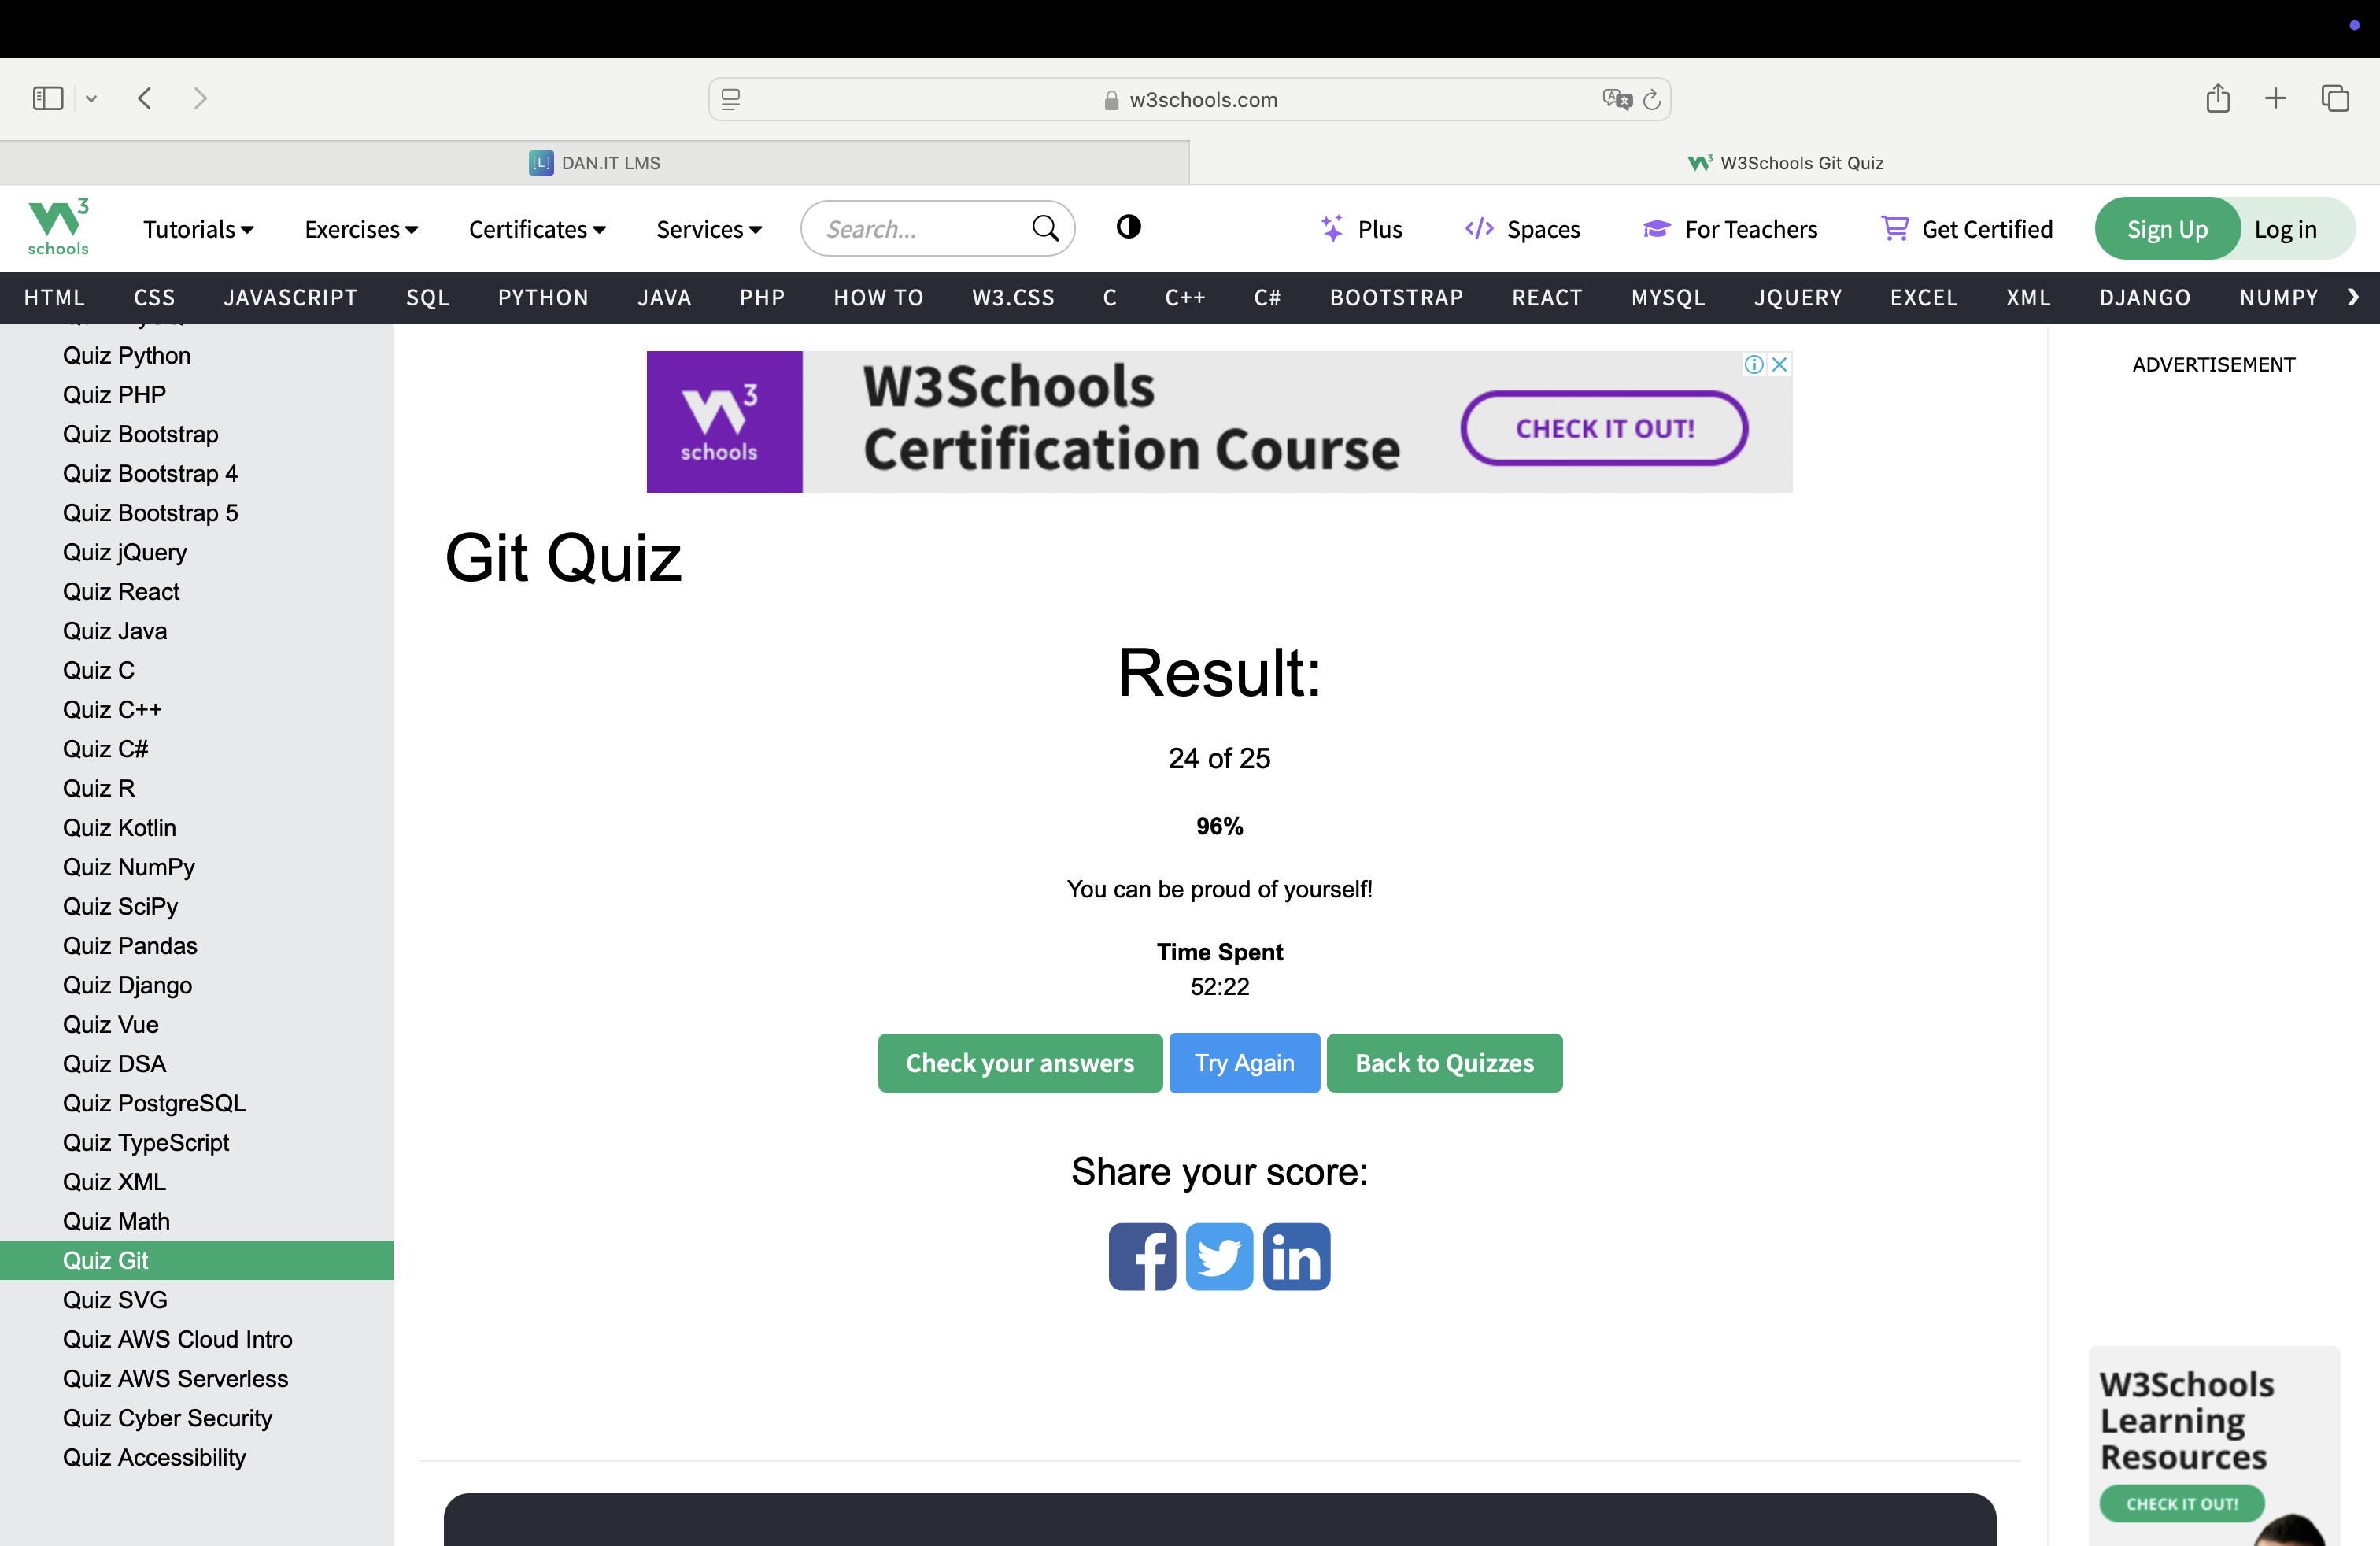 w3schools.com
[L] DAN.IT LMS
W3Schools Git Quiz
schools
Tutorials
Exercises
Certificates
Services
Search...
Plus
Spaces
For Teachers
Get Certified
Sign Up
Log in
HTML CSS JAVASCRIPT SQL PYTHON JAVA PHP HOW TO W3.CSS C C++ C# BOOTSTRAP REACT MYSQL JQUERY EXCEL XML DJANGO NUMPY
Quiz Python
Quiz PHP
Quiz Bootstrap
Quiz Bootstrap 4
Quiz Bootstrap 5
Quiz jQuery
Quiz React
Quiz Java
Quiz C
Quiz C++
Quiz C#
Quiz R
Quiz Kotlin
Quiz NumPy
Quiz SciPy
Quiz Pandas
Quiz Django
Quiz Vue
Quiz DSA
Quiz PostgreSQL
Quiz TypeScript
Quiz XML
Quiz Math
Quiz Git
Quiz SVG
Quiz AWS Cloud Intro
Quiz AWS Serverless
Quiz Cyber Security
Quiz Accessibility
schools
W3Schools
Certification Course
CHECK IT OUT!
Git Quiz
Result:
24 of 25
96%
You can be proud of yourself!
Time Spent
52:22
Check your answers
Try Again
Back to Quizzes
Share your score:
ADVERTISEMENT
W3Schools
Learning
Resources
CHECK IT OUT!